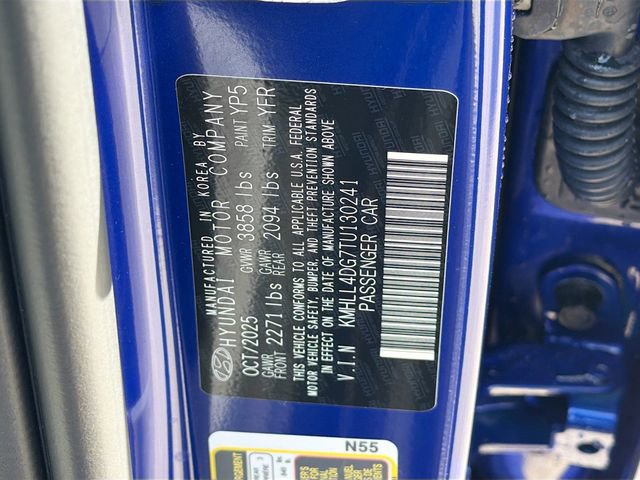 MANUFACTURED IN KOREA BY
HYUNDAI MOTOR COMPANY
OCT/2025 GVWR 3858 lbs PAINT YP5
GAWR FRONT 2271 lbs GAWR REAR 2094 lbs TRIM YFR
THIS VEHICLE CONFORMS TO ALL APPLICABLE U.S.A. FEDERAL
MOTOR VEHICLE SAFETY, BUMPER, AND THEFT PREVENTION STANDARDS
IN EFFECT ON THE DATE OF MANUFACTURE SHOWN ABOVE
V.I.N KMHLL4DG7TU130241
PASSENGER CAR
N55